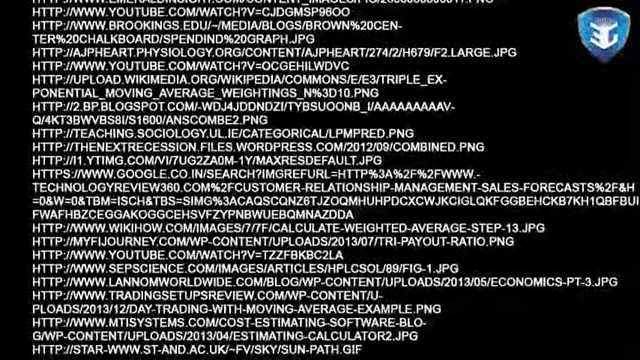 HTTP://WWW.YOUTUBE.COM/WATCH?V=CJDGMSP96OO
HTTP://WWW.BROOKINGS.EDU/~/MEDIA/BLOGS/BROWN%20CEN-
TER%20CHALKBOARD/SPENDIND%20GRAPH.JPG
HTTP://AJPHEART.PHYSIOLOGY.ORG/CONTENT/AJPHEART/274/2/H679/F2.LARGE.JPG
HTTP://WWW.YOUTUBE.COM/WATCH?V=OCGEHILWDVC
HTTP://UPLOAD.WIKIMEDIA.ORG/WIKIPEDIA/COMMONS/E/E3/TRIPLE_EX-
PONENTIAL_MOVING_AVERAGE_WEIGHTINGS_N%3D10.PNG
HTTP://2.BP.BLOGSPOT.COM/-WDJ4JDDNDZI/TYBSUOONB_I/AAAAAAAAAV-
Q/4KT3BWVBS8I/S1600/ANSCOMBE2.PNG
HTTP://TEACHING.SOCIOLOGY.UL.IE/CATEGORICAL/LPMPRED.PNG
HTTP://THENEXTRECESSION.FILES.WORDPRESS.COM/2012/09/COMBINED.PNG
HTTP://I1.YTIMG.COM/VI/7UG2ZA0M-1Y/MAXRESDEFAULT.JPG
HTTPS://WWW.GOOGLE.CO.IN/SEARCH?IMGREFURL=HTTP%3A%2F%2FWWW.-
TECHNOLOGYREVIEW360.COM%2FCUSTOMER-RELATIONSHIP-MANAGEMENT-SALES-FORECASTS%2F&H
=0&W=0&TBM=ISCH&TBS=SIMG%3ACAQSCQNZ6TJZOQMHUHPDCXCWJKCIGLQKFGGBEHCKB7KH1QBFBUI
FWAFHBZCEGGAKOGGCEHSVFZYPNBWUEBQMNAZDDA
HTTP://WWW.WIKIHOW.COM/IMAGES/7/7F/CALCULATE-WEIGHTED-AVERAGE-STEP-13.JPG
HTTP://MYFIJOURNEY.COM/WP-CONTENT/UPLOADS/2013/07/TRI-PAYOUT-RATIO.PNG
HTTP://WWW.YOUTUBE.COM/WATCH?V=TZZFBKBC2LA
HTTP://WWW.SEPSCIENCE.COM/IMAGES/ARTICLES/HPLCSOL/89/FIG-1.JPG
HTTP://WWW.LANNOMWORLDWIDE.COM/BLOG/WP-CONTENT/UPLOADS/2013/05/ECONOMICS-PT-3.JPG
HTTP://WWW.TRADINGSETUPSREVIEW.COM/WP-CONTENT/U-
PLOADS/2013/12/DAY-TRADING-WITH-MOVING-AVERAGE-EXAMPLE.PNG
HTTP://WWW.MTISYSTEMS.COM/COST-ESTIMATING-SOFTWARE-BLO-
G/WP-CONTENT/UPLOADS/2013/04/ESTIMATING-CALCULATOR2.JPG
HTTP://STAR-WWW.ST-AND.AC.UK/~FV/SKY/SUN-PATH.GIF